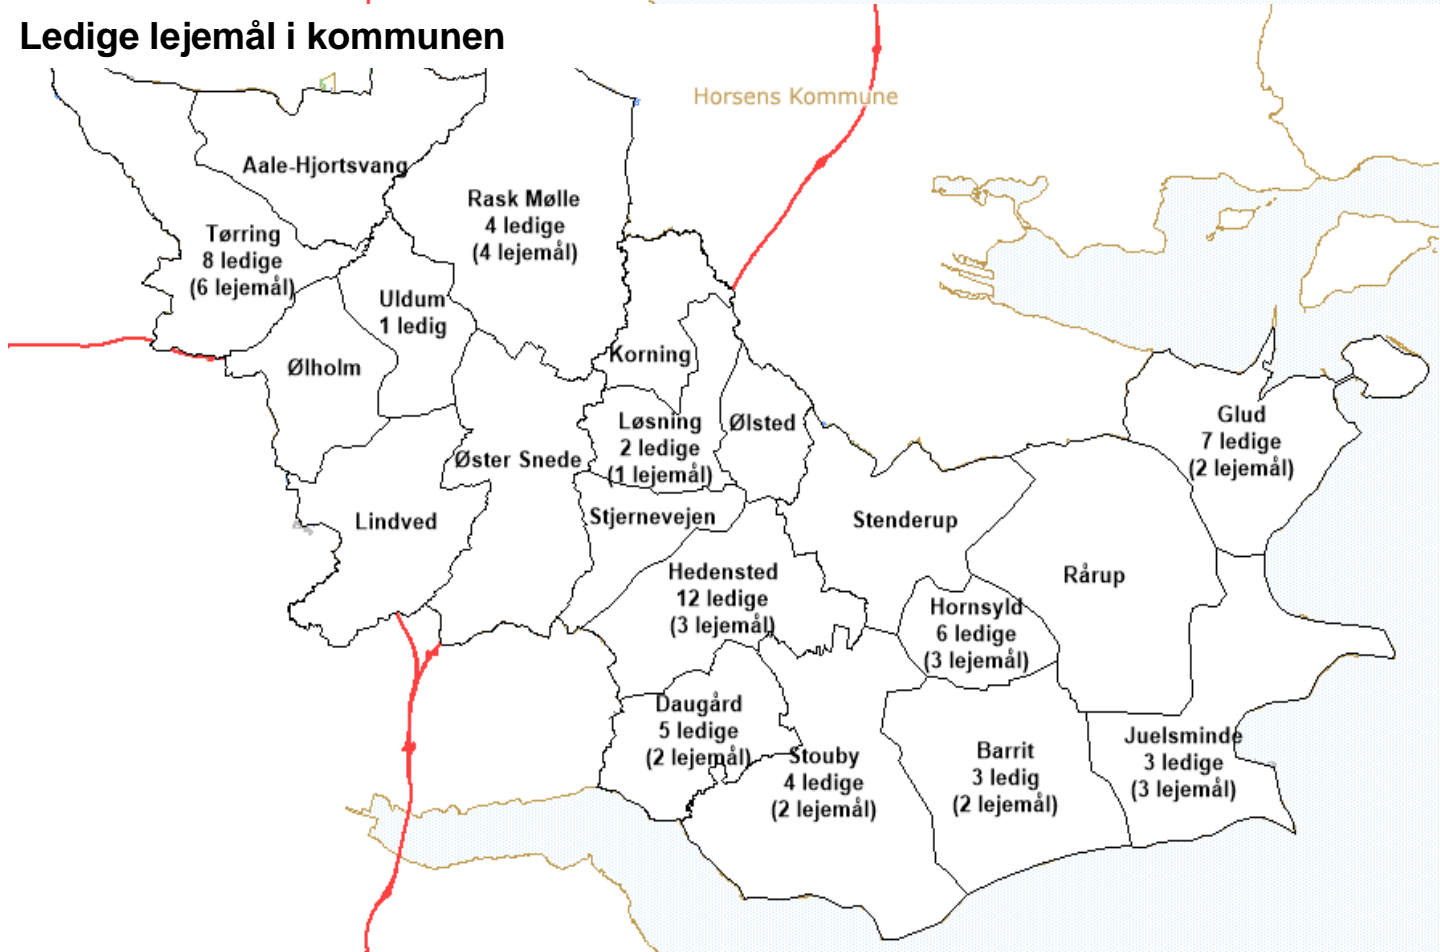 Ledige lejemål i kommunen
Horsens Kommune
Aale-Hjortsvang
Rask Mølle
4 ledige
(4 lejemål)
Tørring
8 ledige
(6 lejemål)
Uldum
1 ledig
Ølholm
Korning
Løsning
2 ledige
(1 lejemål)
Ølsted
Glud
7 ledige
(2 lejemål)
Øster Snede
Lindved
Stjernevejen
Stenderup
Hedensted
12 ledige
(3 lejemål)
Rårup
Hornsyld
6 ledige
(3 lejemål)
Daugård
5 ledige
(2 lejemål)
Stouby
4 ledige
(2 lejemål)
Barrit
3 ledig
(2 lejemål)
Juelsminde
3 ledige
(3 lejemål)